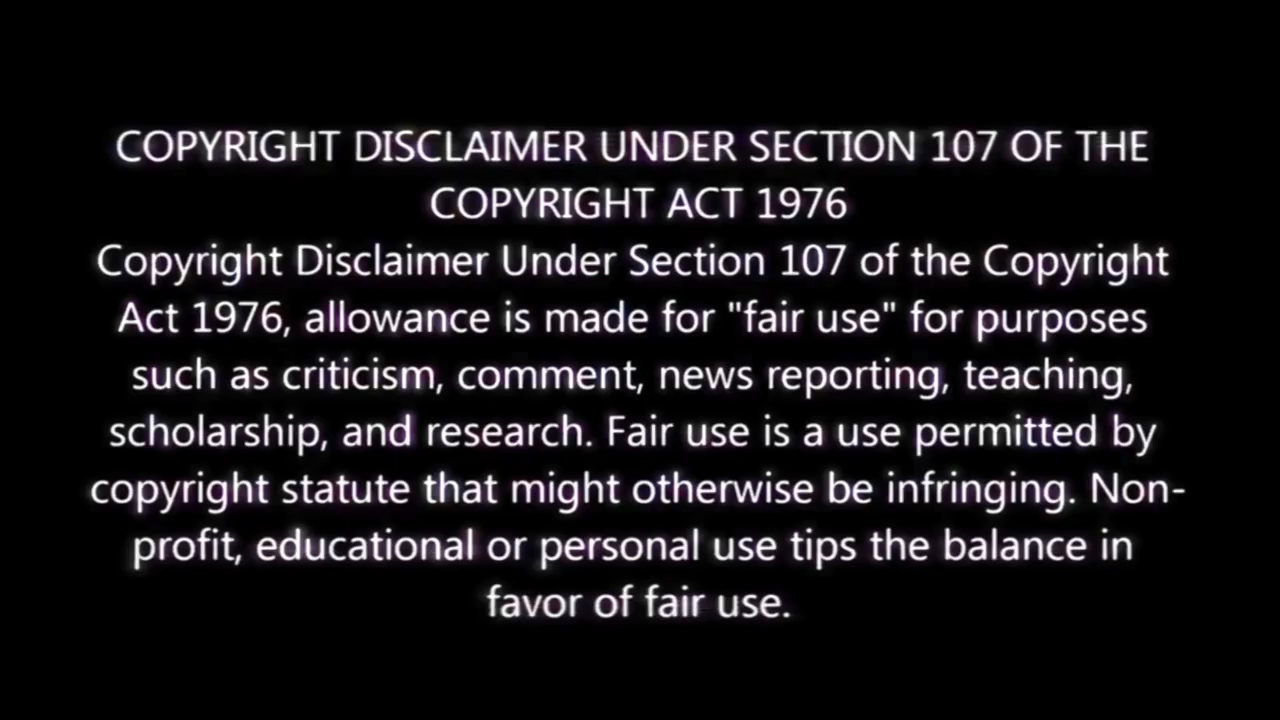 COPYRIGHT DISCLAIMER UNDER SECTION 107 OF THE
COPYRIGHT ACT 1976
Copyright Disclaimer Under Section 107 of the Copyright
Act 1976, allowance is made for "fair use" for purposes
such as criticism, comment, news reporting, teaching,
scholarship, and research. Fair use is a use permitted by
copyright statute that might otherwise be infringing. Non-
profit, educational or personal use tips the balance in
favor of fair use.